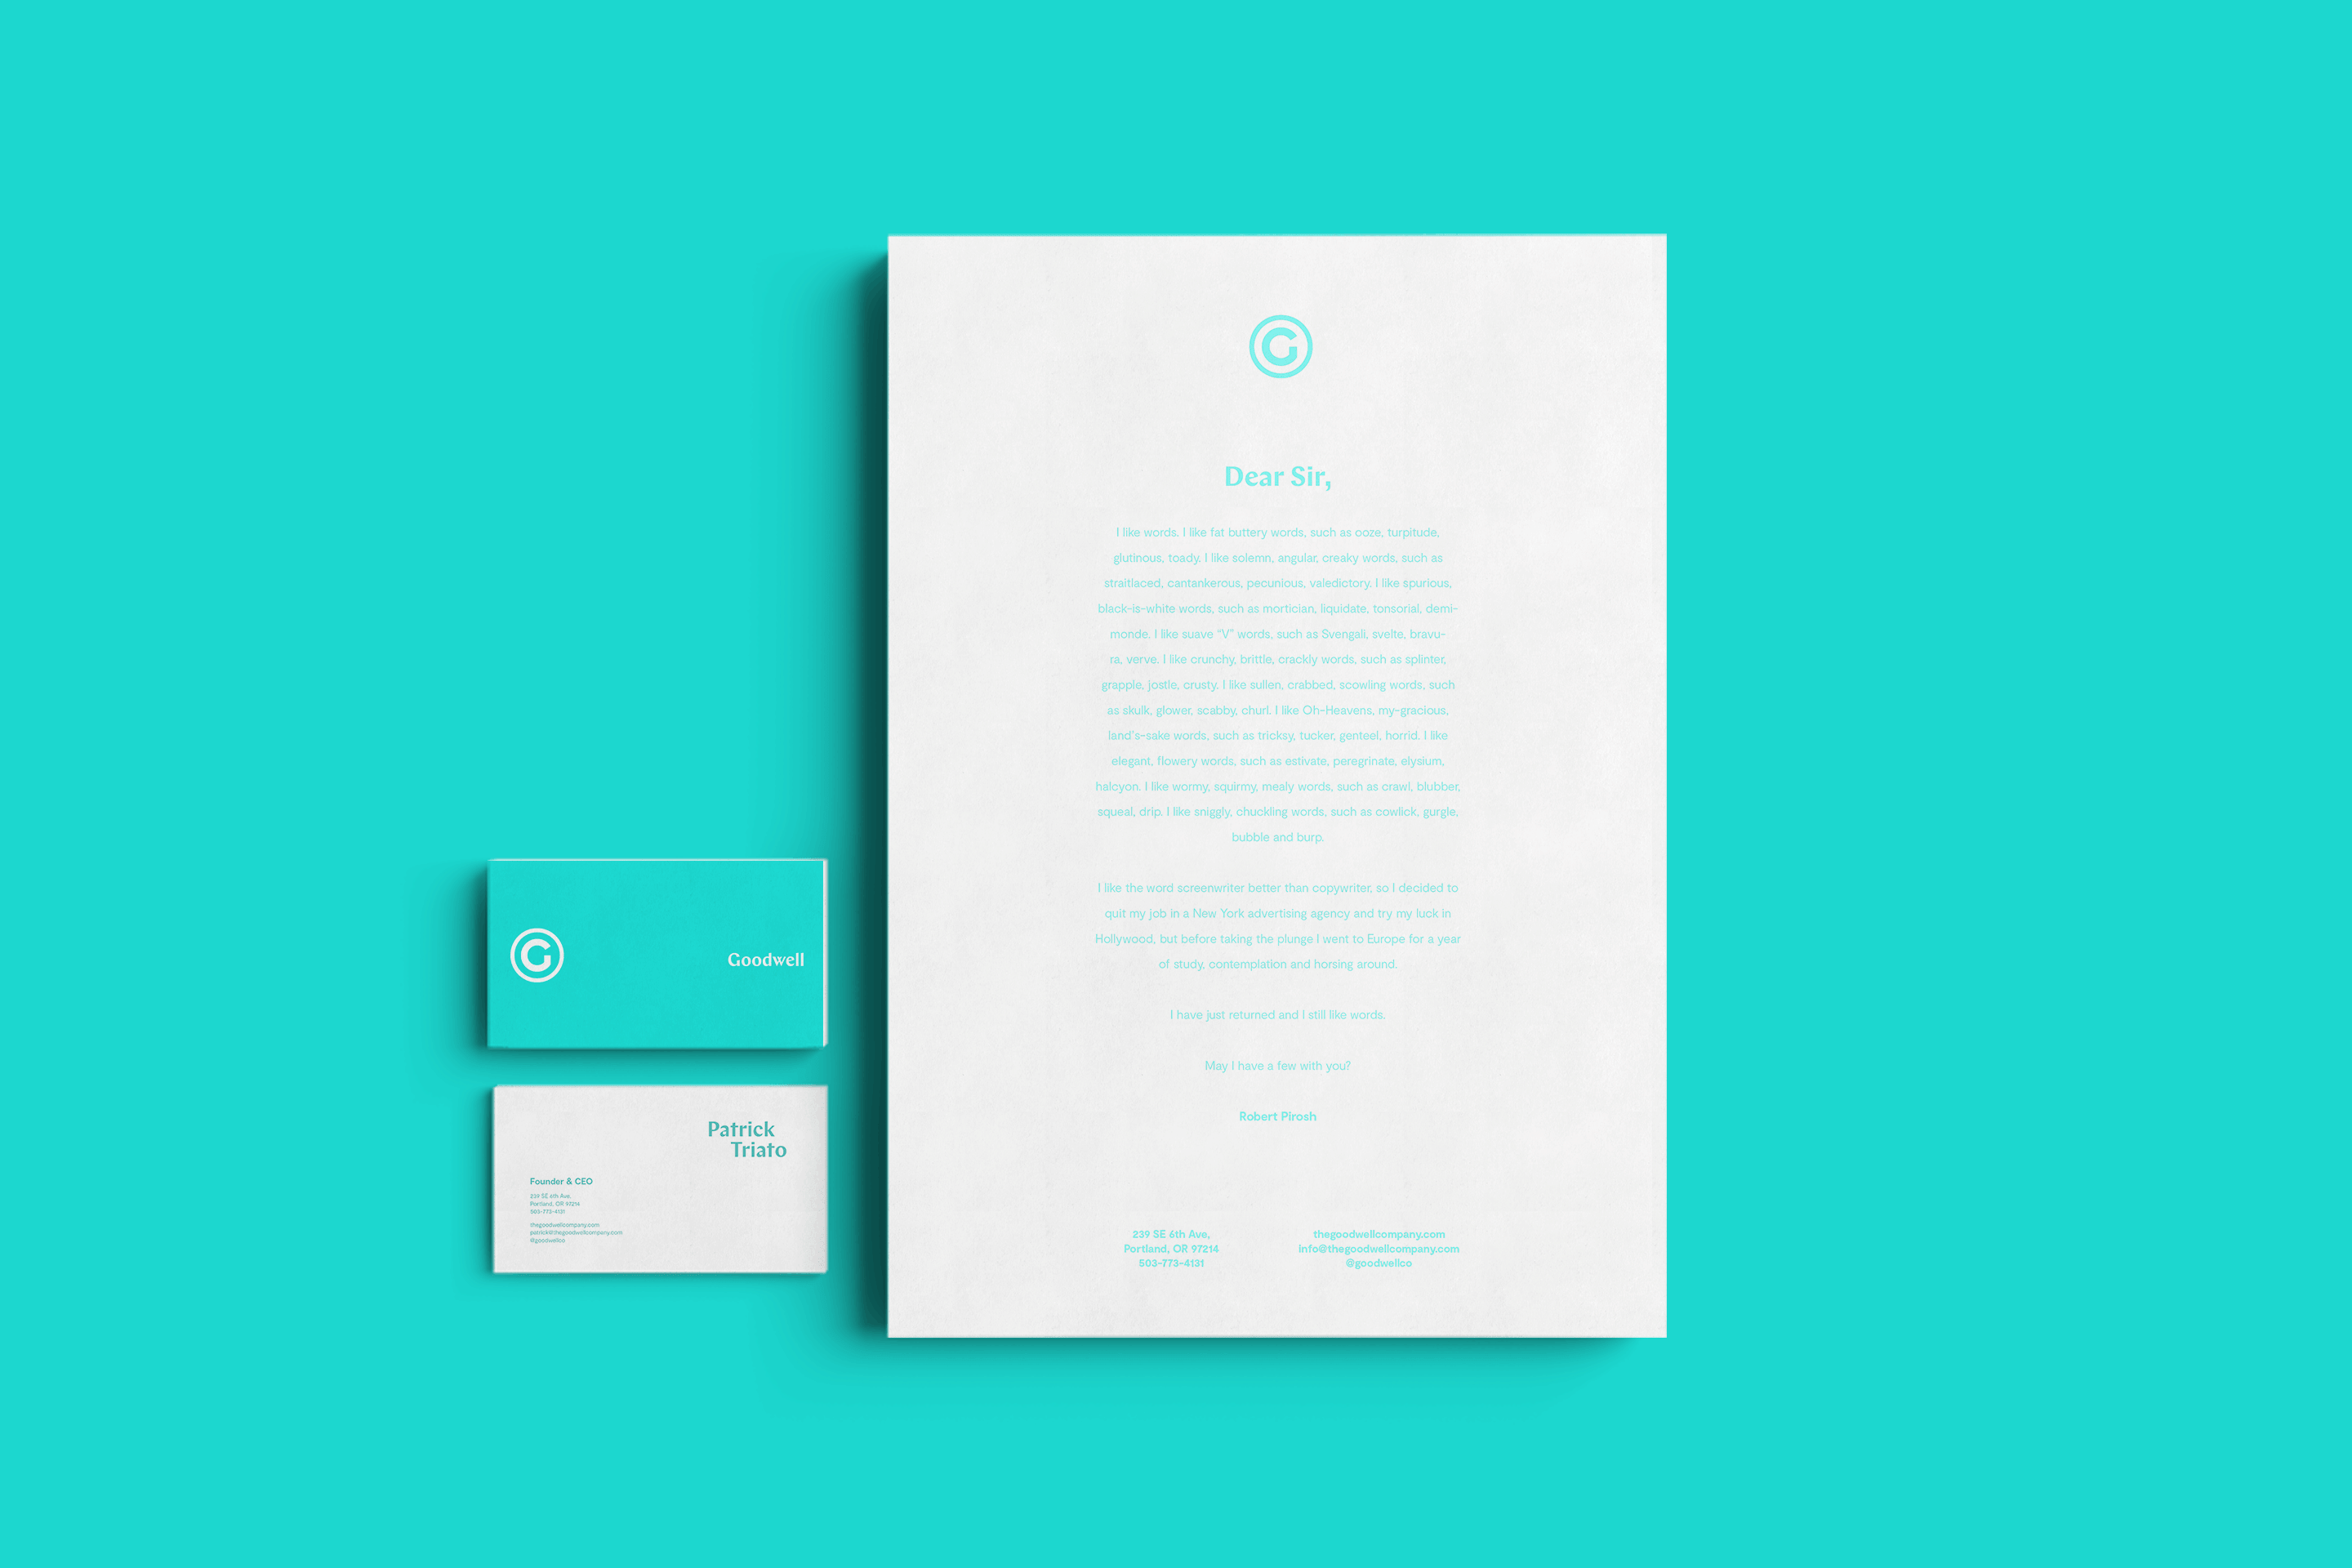 G
Goodwell
Patrick
Triato
Founder & CEO
239 SE 6th Ave,
Portland, OR 97214
503-773-4131
thegoodwellcompany.com
patrick@thegoodwellcompany.com
@goodwellco
G
Dear Sir,
I like words. I like fat buttery words, such as ooze, turpitude,
glutinous, toady. I like solemn, angular, creaky words, such as
straitlaced, cantankerous, pecunious, valedictory. I like spurious,
black-is-white words, such as mortician, liquidate, tonsorial, demi-
monde. I like suave “V” words, such as Svengali, svelte, bravu-
ra, verve. I like crunchy, brittle, crackly words, such as splinter,
grapple, jostle, crusty. I like sullen, crabbed, scowling words, such
as skulk, glower, scabby, churl. I like Oh-Heavens, my-gracious,
land's-sake words, such as tricksy, tucker, genteel, horrid. I like
elegant, flowery words, such as estivate, peregrinate, elysium,
halcyon. I like wormy, squirmy, mealy words, such as crawl, blubber,
squeal, drip. I like sniggly, chuckling words, such as cowlick, gurgle,
bubble and burp.
I like the word screenwriter better than copywriter, so I decided to
quit my job in a New York advertising agency and try my luck in
Hollywood, but before taking the plunge I went to Europe for a year
of study, contemplation and horsing around.
I have just returned and I still like words.
May I have a few with you?
Robert Pirosh
239 SE 6th Ave,
Portland, OR 97214
503-773-4131
thegoodwellcompany.com
info@thegoodwellcompany.com
@goodwellco